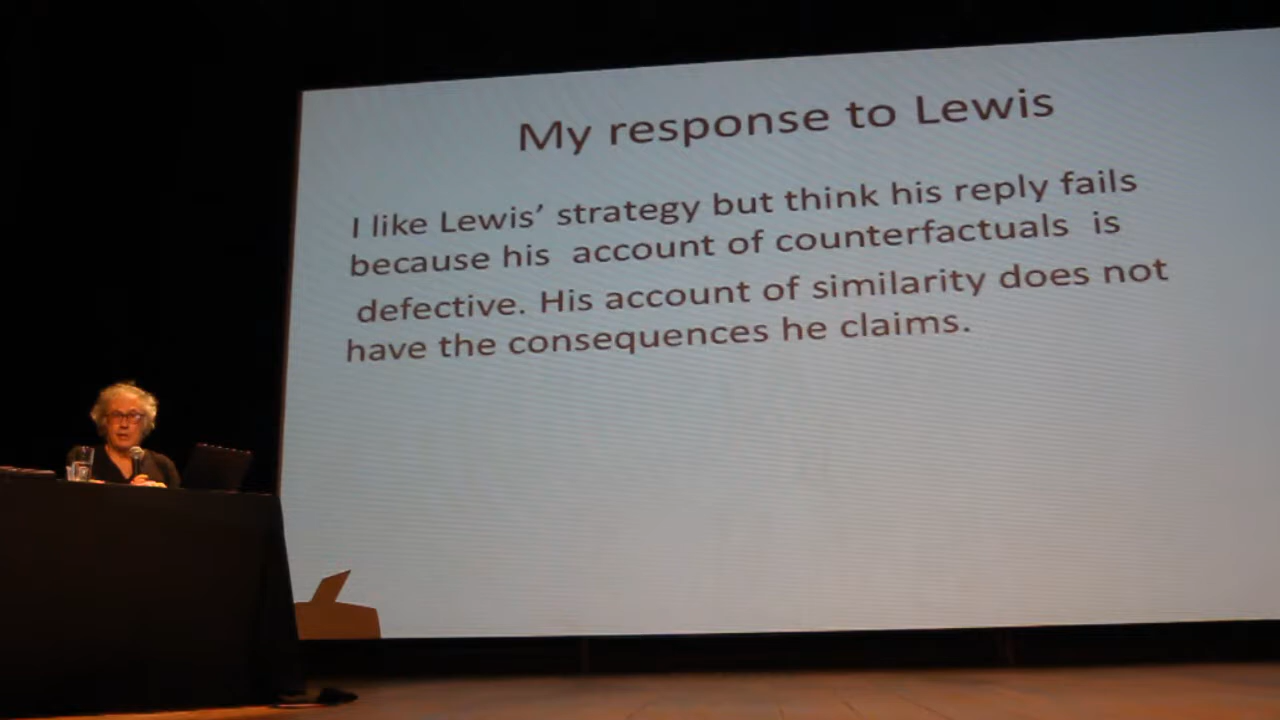 My response to Lewis
I like Lewis’ strategy but think his reply fails
because his account of counterfactuals is
defective. His account of similarity does not
have the consequences he claims.